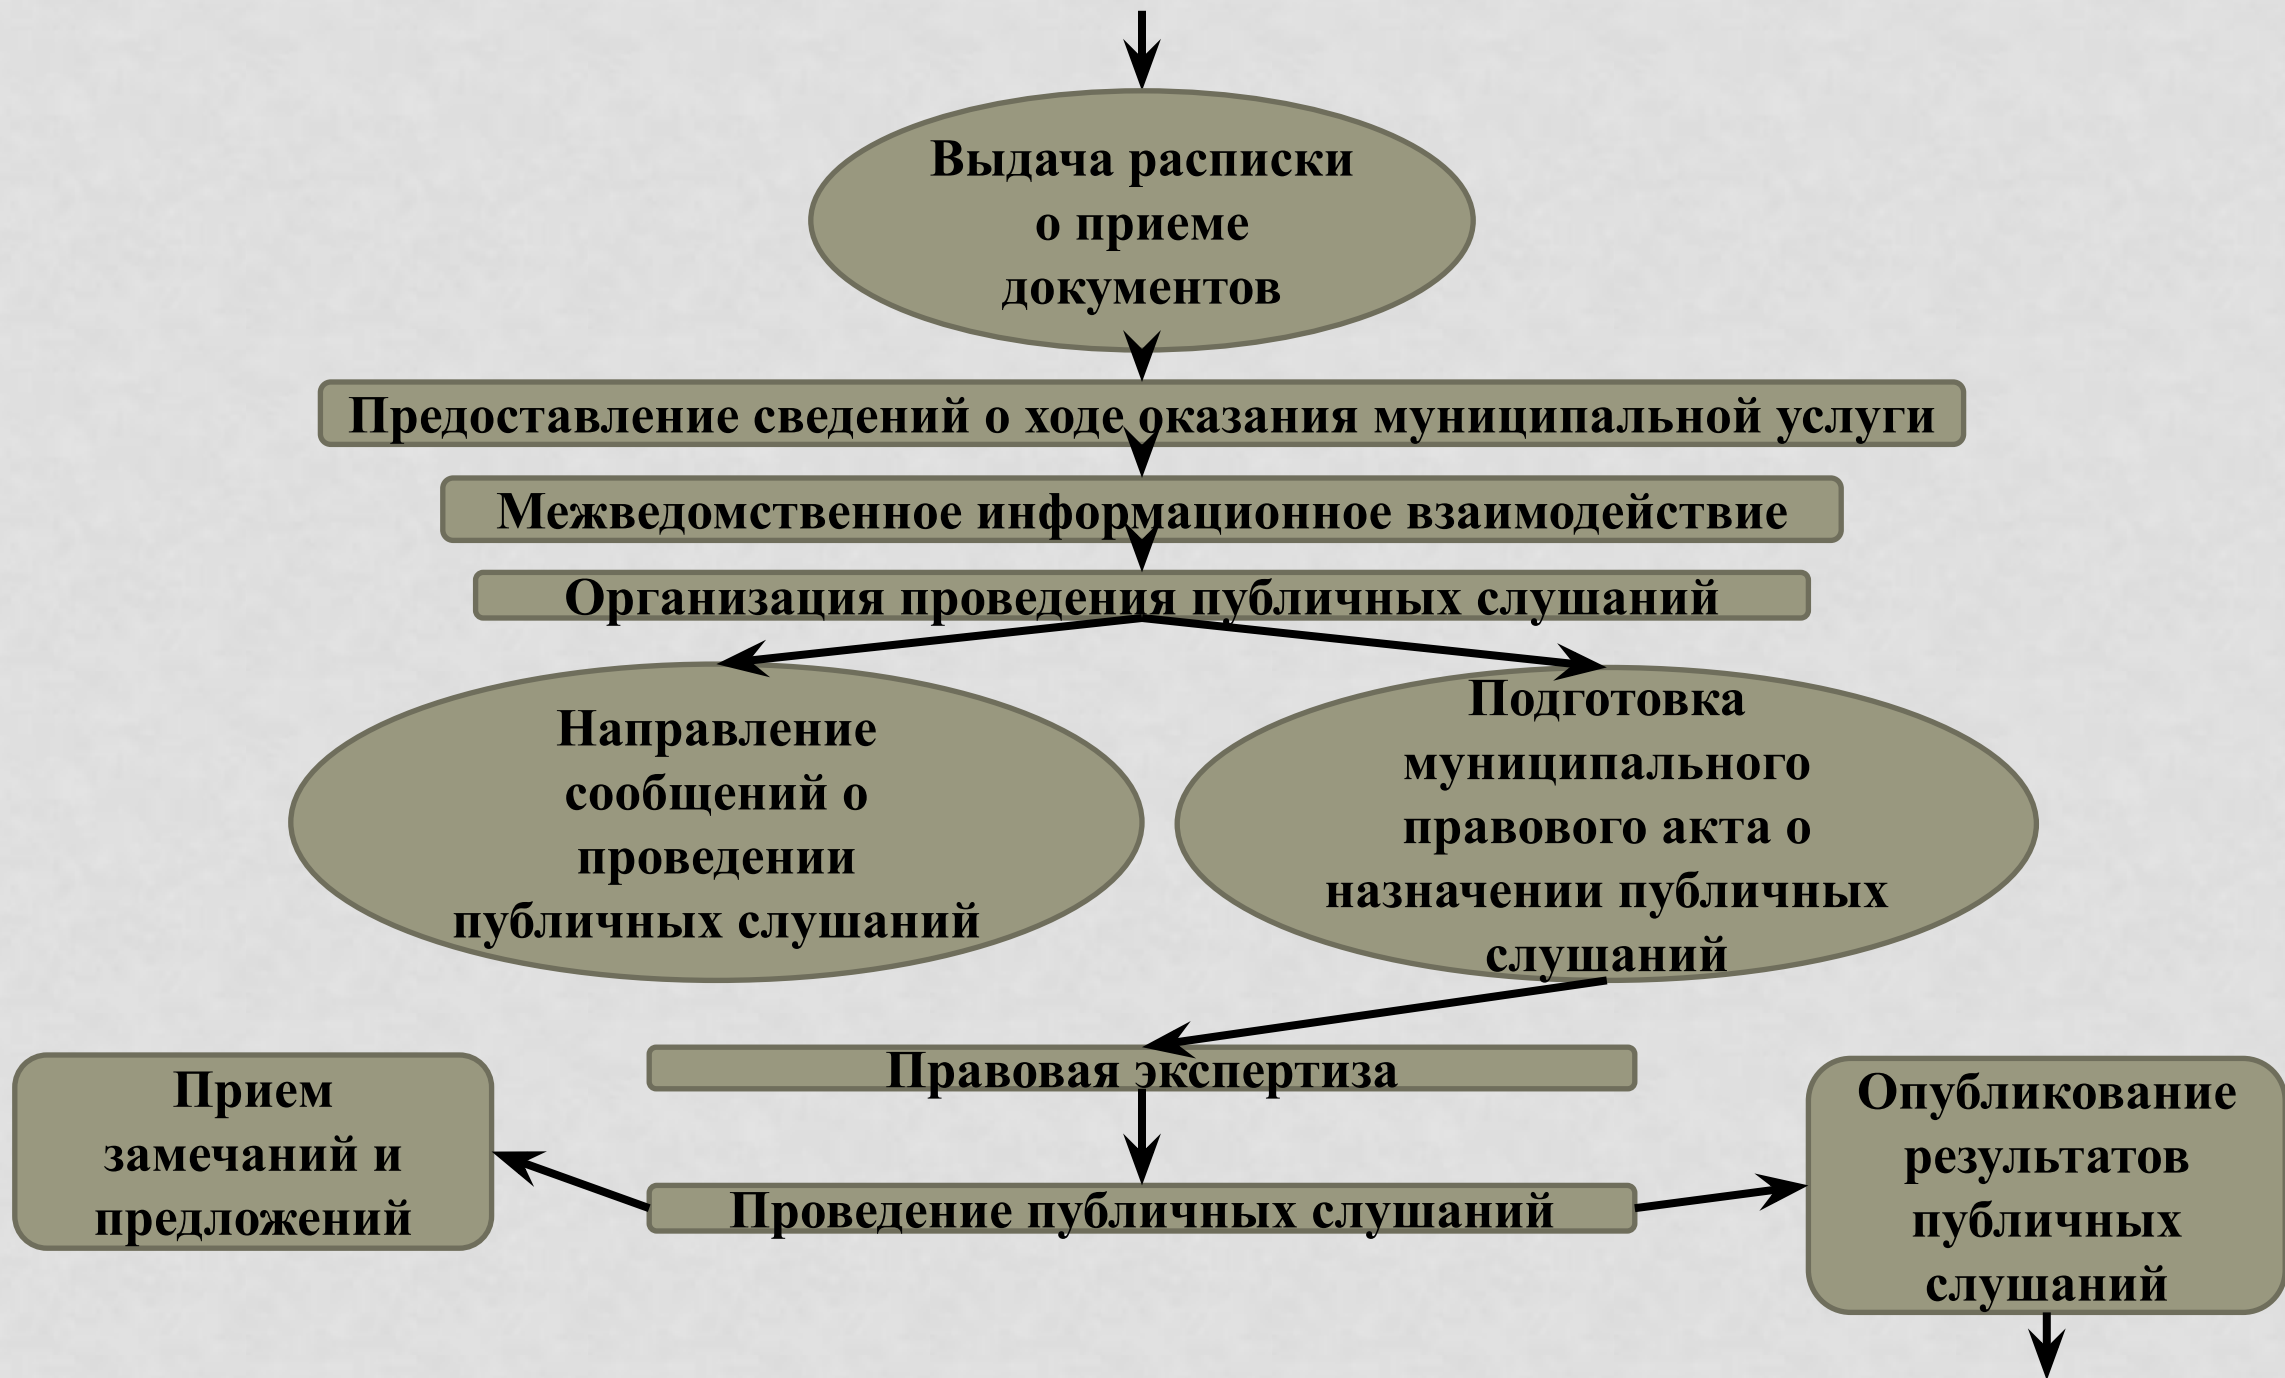 Выдача расписки
о приеме
документов
Предоставление сведений о ходе оказания муниципальной услуги
Межведомственное информационное взаимодействие
Организация проведения публичных слушаний
Направление
сообщений о
проведении
публичных слушаний
Подготовка
муниципального
правового акта о
назначении публичных
слушаний
Правовая экспертиза
Прием
замечаний и
предложений
Проведение публичных слушаний
Опубликование
результатов
публичных
слушаний